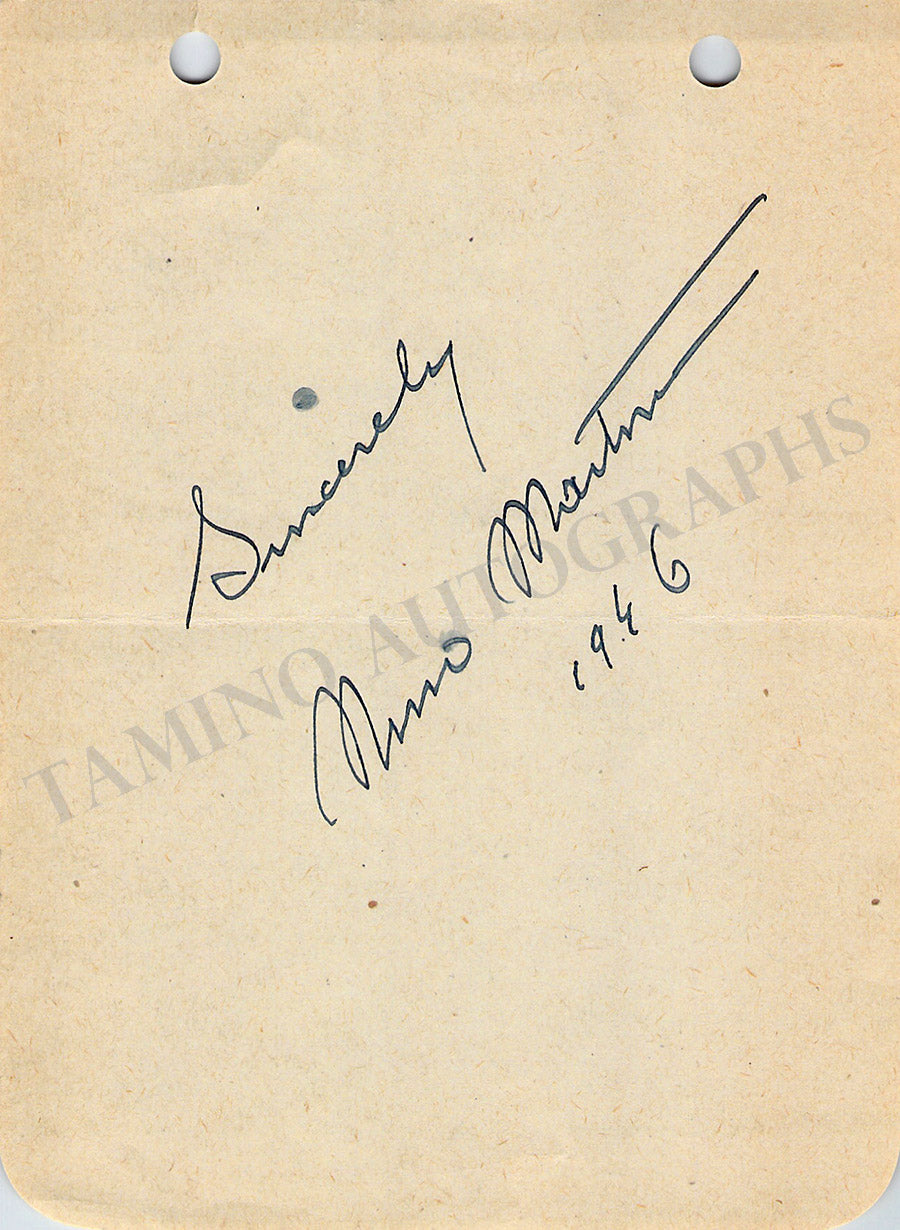 Sincerely
Nino Martini
1946
TAMINO AUTOGRAPHS